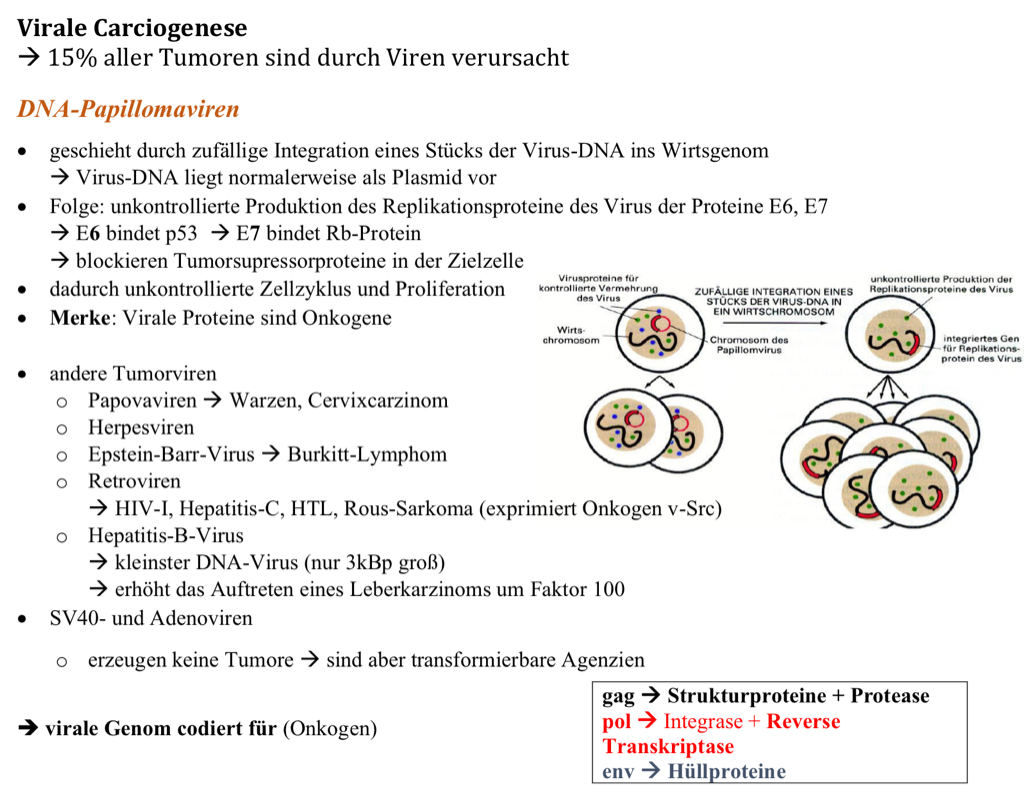 Virale Carciogenese
→ 15% aller Tumoren sind durch Viren verursacht
DNA-Papillomaviren
• geschieht durch zufällige Integration eines Stücks der Virus-DNA ins Wirtsgenom
→ Virus-DNA liegt normalerweise als Plasmid vor
• Folge: unkontrollierte Produktion des Replikationsproteine des Virus der Proteine E6, E7
→ E6 bindet p53 → E7 bindet Rb-Protein
→ blockieren Tumorsupressorproteine in der Zielzelle
• dadurch unkontrollierte Zellzyklus und Proliferation
• Merke: Virale Proteine sind Onkogene
Virusproteine für
kontrollierte Vermehrung
des Virus
Wirts-
chromosom
ZUFÄLLIGE INTEGRATION EINES
STÜCKS DER VIRUS-DNA IN
EIN WIRTSCHROMOSOM
Chromosom des
Papillomvirus
unkontrollierte Produktion der
Replikationsproteine des Virus
integriertes Gen
für Replikations-
protein des Virus
• andere Tumorviren
o Papovaviren → Warzen, Cervixcarzinom
o Herpesviren
o Epstein-Barr-Virus → Burkitt-Lymphom
o Retroviren
→ HIV-I, Hepatitis-C, HTL, Rous-Sarkoma (exprimiert Onkogen v-Src)
o Hepatitis-B-Virus
→ kleinster DNA-Virus (nur 3kBp groß)
→ erhöht das Auftreten eines Leberkarzinoms um Faktor 100
• SV40- und Adenoviren
o erzeugen keine Tumore → sind aber transformierbare Agenzien
→ virale Genom codiert für (Onkogen)
gag → Strukturproteine + Protease
pol → Integrase + Reverse
Transkriptase
env → Hüllproteine